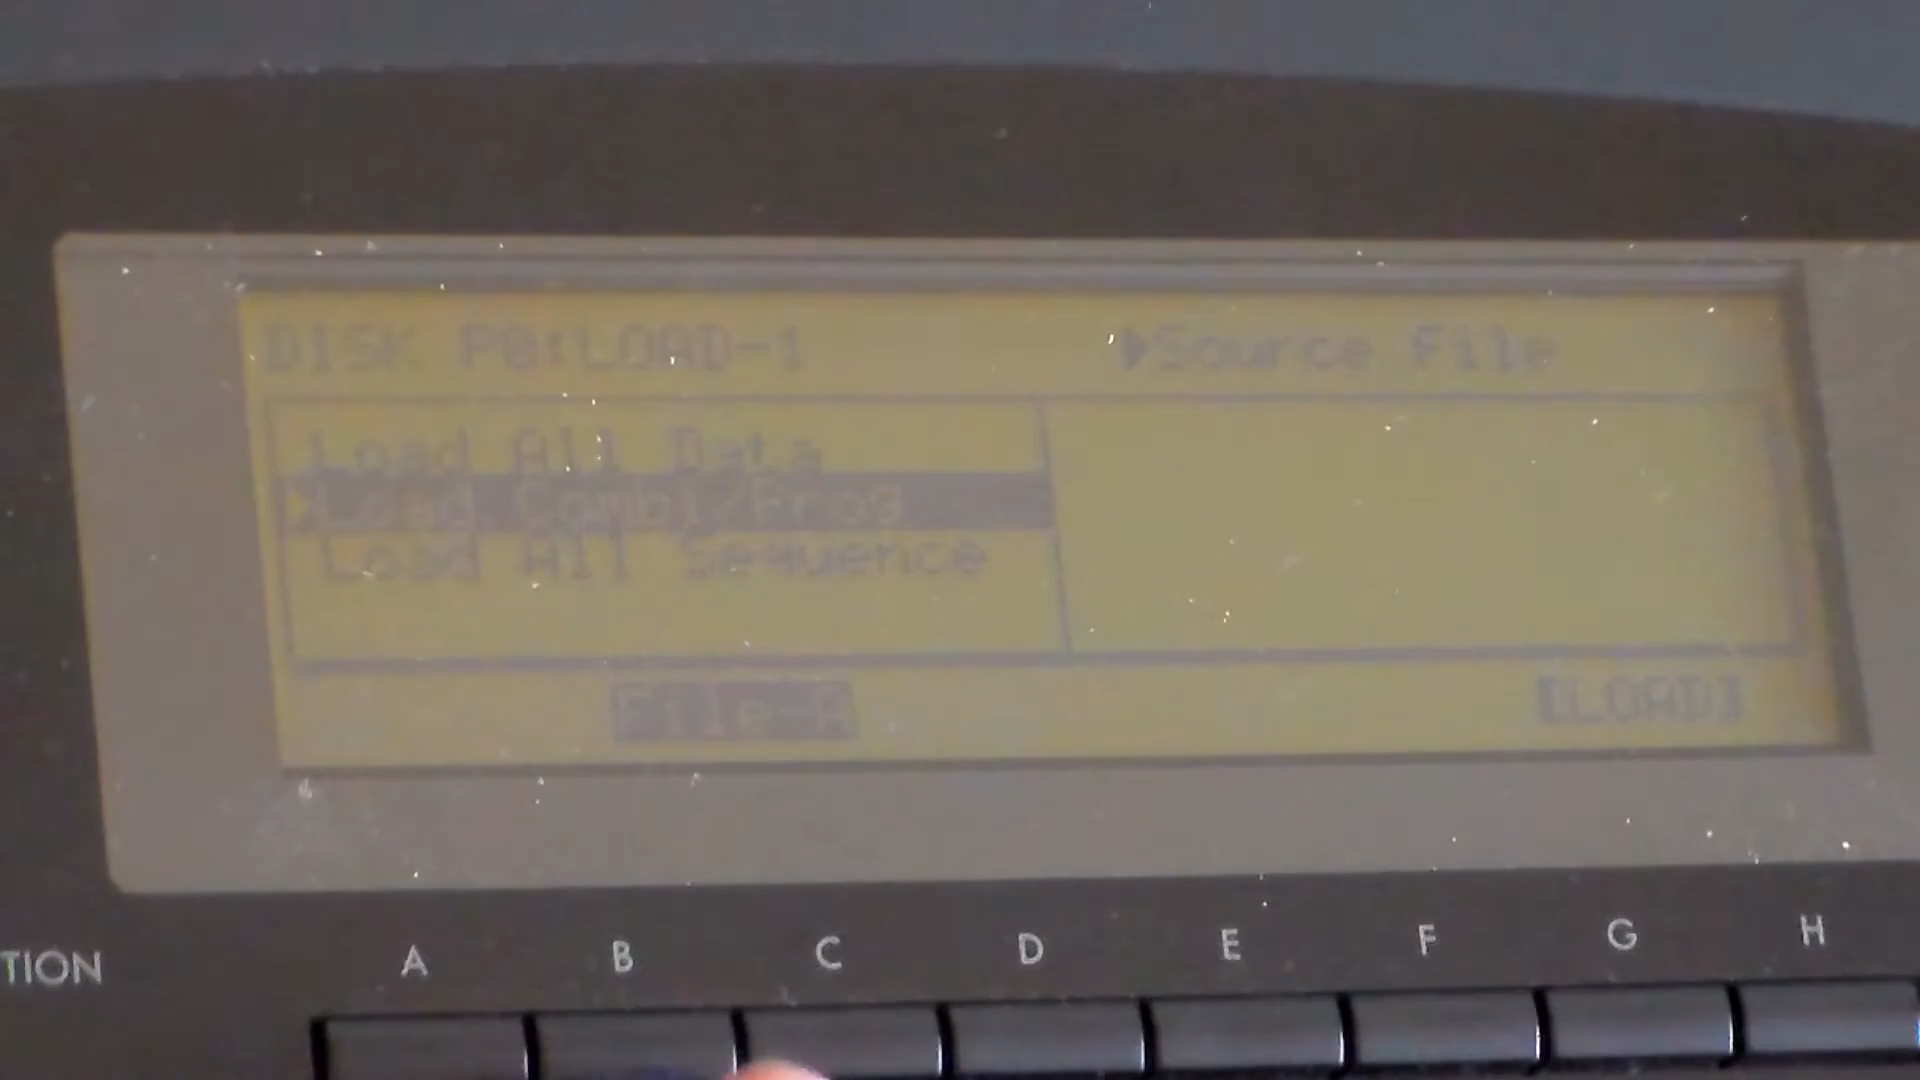 DISK P0:LOAD-1 ▶Source File
Load All Data
▶Load Combi/Prog
Load All Sequence
File-A [LOAD]
TION A B C D E F G H